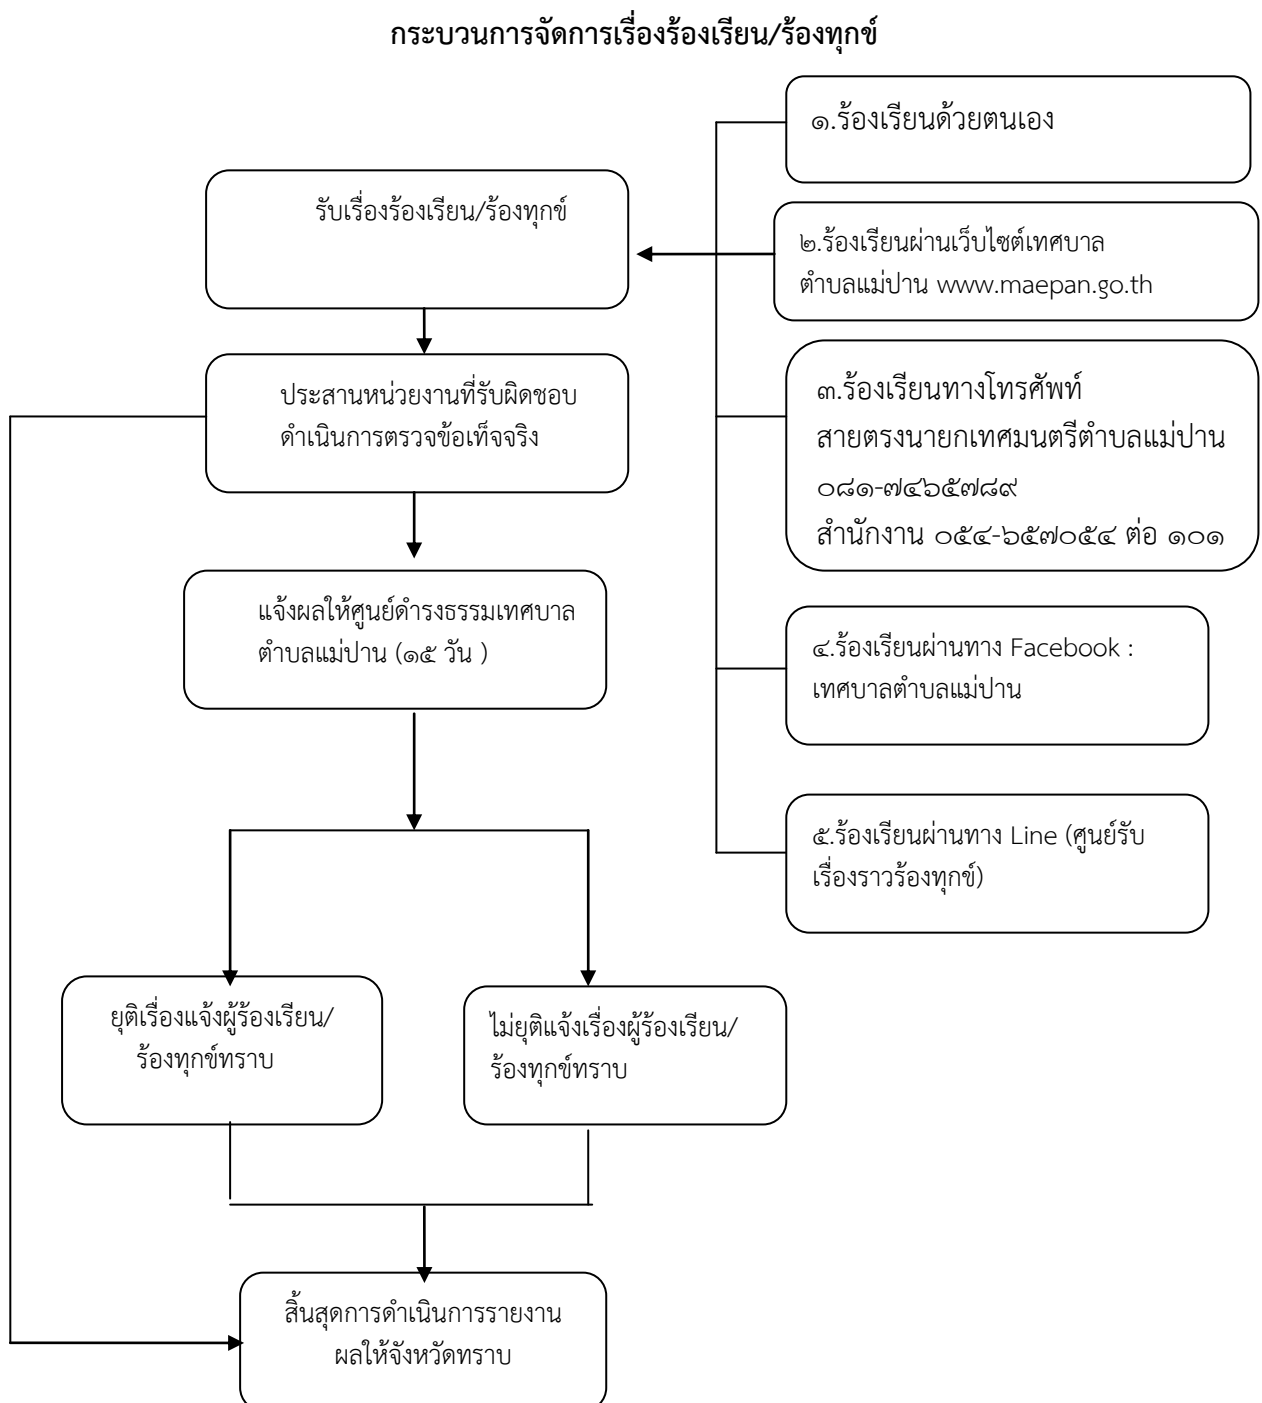 กระบวนการจัดการเรื่องร้องเรียน/ร้องทุกข์
๑.ร้องเรียนด้วยตนเอง
รับเรื่องร้องเรียน/ร้องทุกข์
๒.ร้องเรียนผ่านเว็บไซต์เทศบาล
ตำบลแม่ปาน www.maepan.go.th
ประสานหน่วยงานที่รับผิดชอบ
ดำเนินการตรวจข้อเท็จจริง
๓.ร้องเรียนทางโทรศัพท์
สายตรงนายกเทศมนตรีตำบลแม่ปาน
๐๘๑-๗๔๖๕๗๘๙
สำนักงาน ๐๕๔-๖๕๗๐๕๔ ต่อ ๑๐๑
แจ้งผลให้ศูนย์ดำรงธรรมเทศบาล
ตำบลแม่ปาน (๑๕ วัน )
๔.ร้องเรียนผ่านทาง Facebook :
เทศบาลตำบลแม่ปาน
๕.ร้องเรียนผ่านทาง Line (ศูนย์รับ
เรื่องราวร้องทุกข์)
ยุติเรื่องแจ้งผู้ร้องเรียน/
ร้องทุกข์ทราบ
ไม่ยุติแจ้งเรื่องผู้ร้องเรียน/
ร้องทุกข์ทราบ
สิ้นสุดการดำเนินการรายงาน
ผลให้จังหวัดทราบ